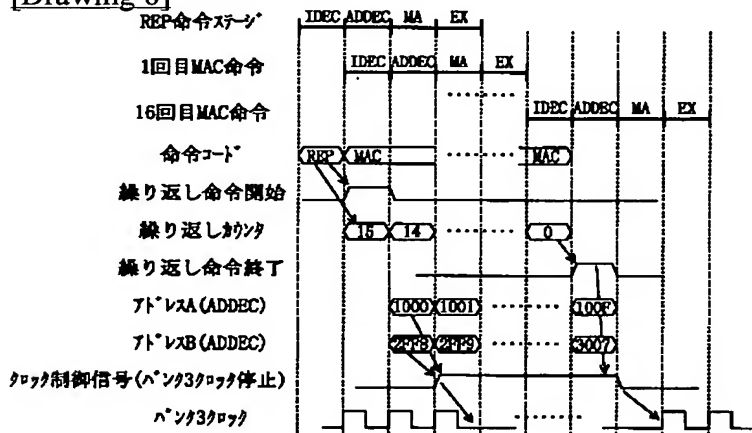 [Drawing 6]
REP命令ステージ IDEC ADDEC MA EX
1回目MAC命令 IDEC ADDEC MA EX
16回目MAC命令 IDEC ADDEC MA EX
命令コード REP MAC MAC
繰り返し命令開始
繰り返しカウンタ 15 14 0
繰り返し命令終了
アドレスA(ADDEC) 1000 1001 100F
アドレスB(ADDEC) 2FF8 2FF9 3007
クロック制御信号(バンク3クロック停止)
バンク3クロック